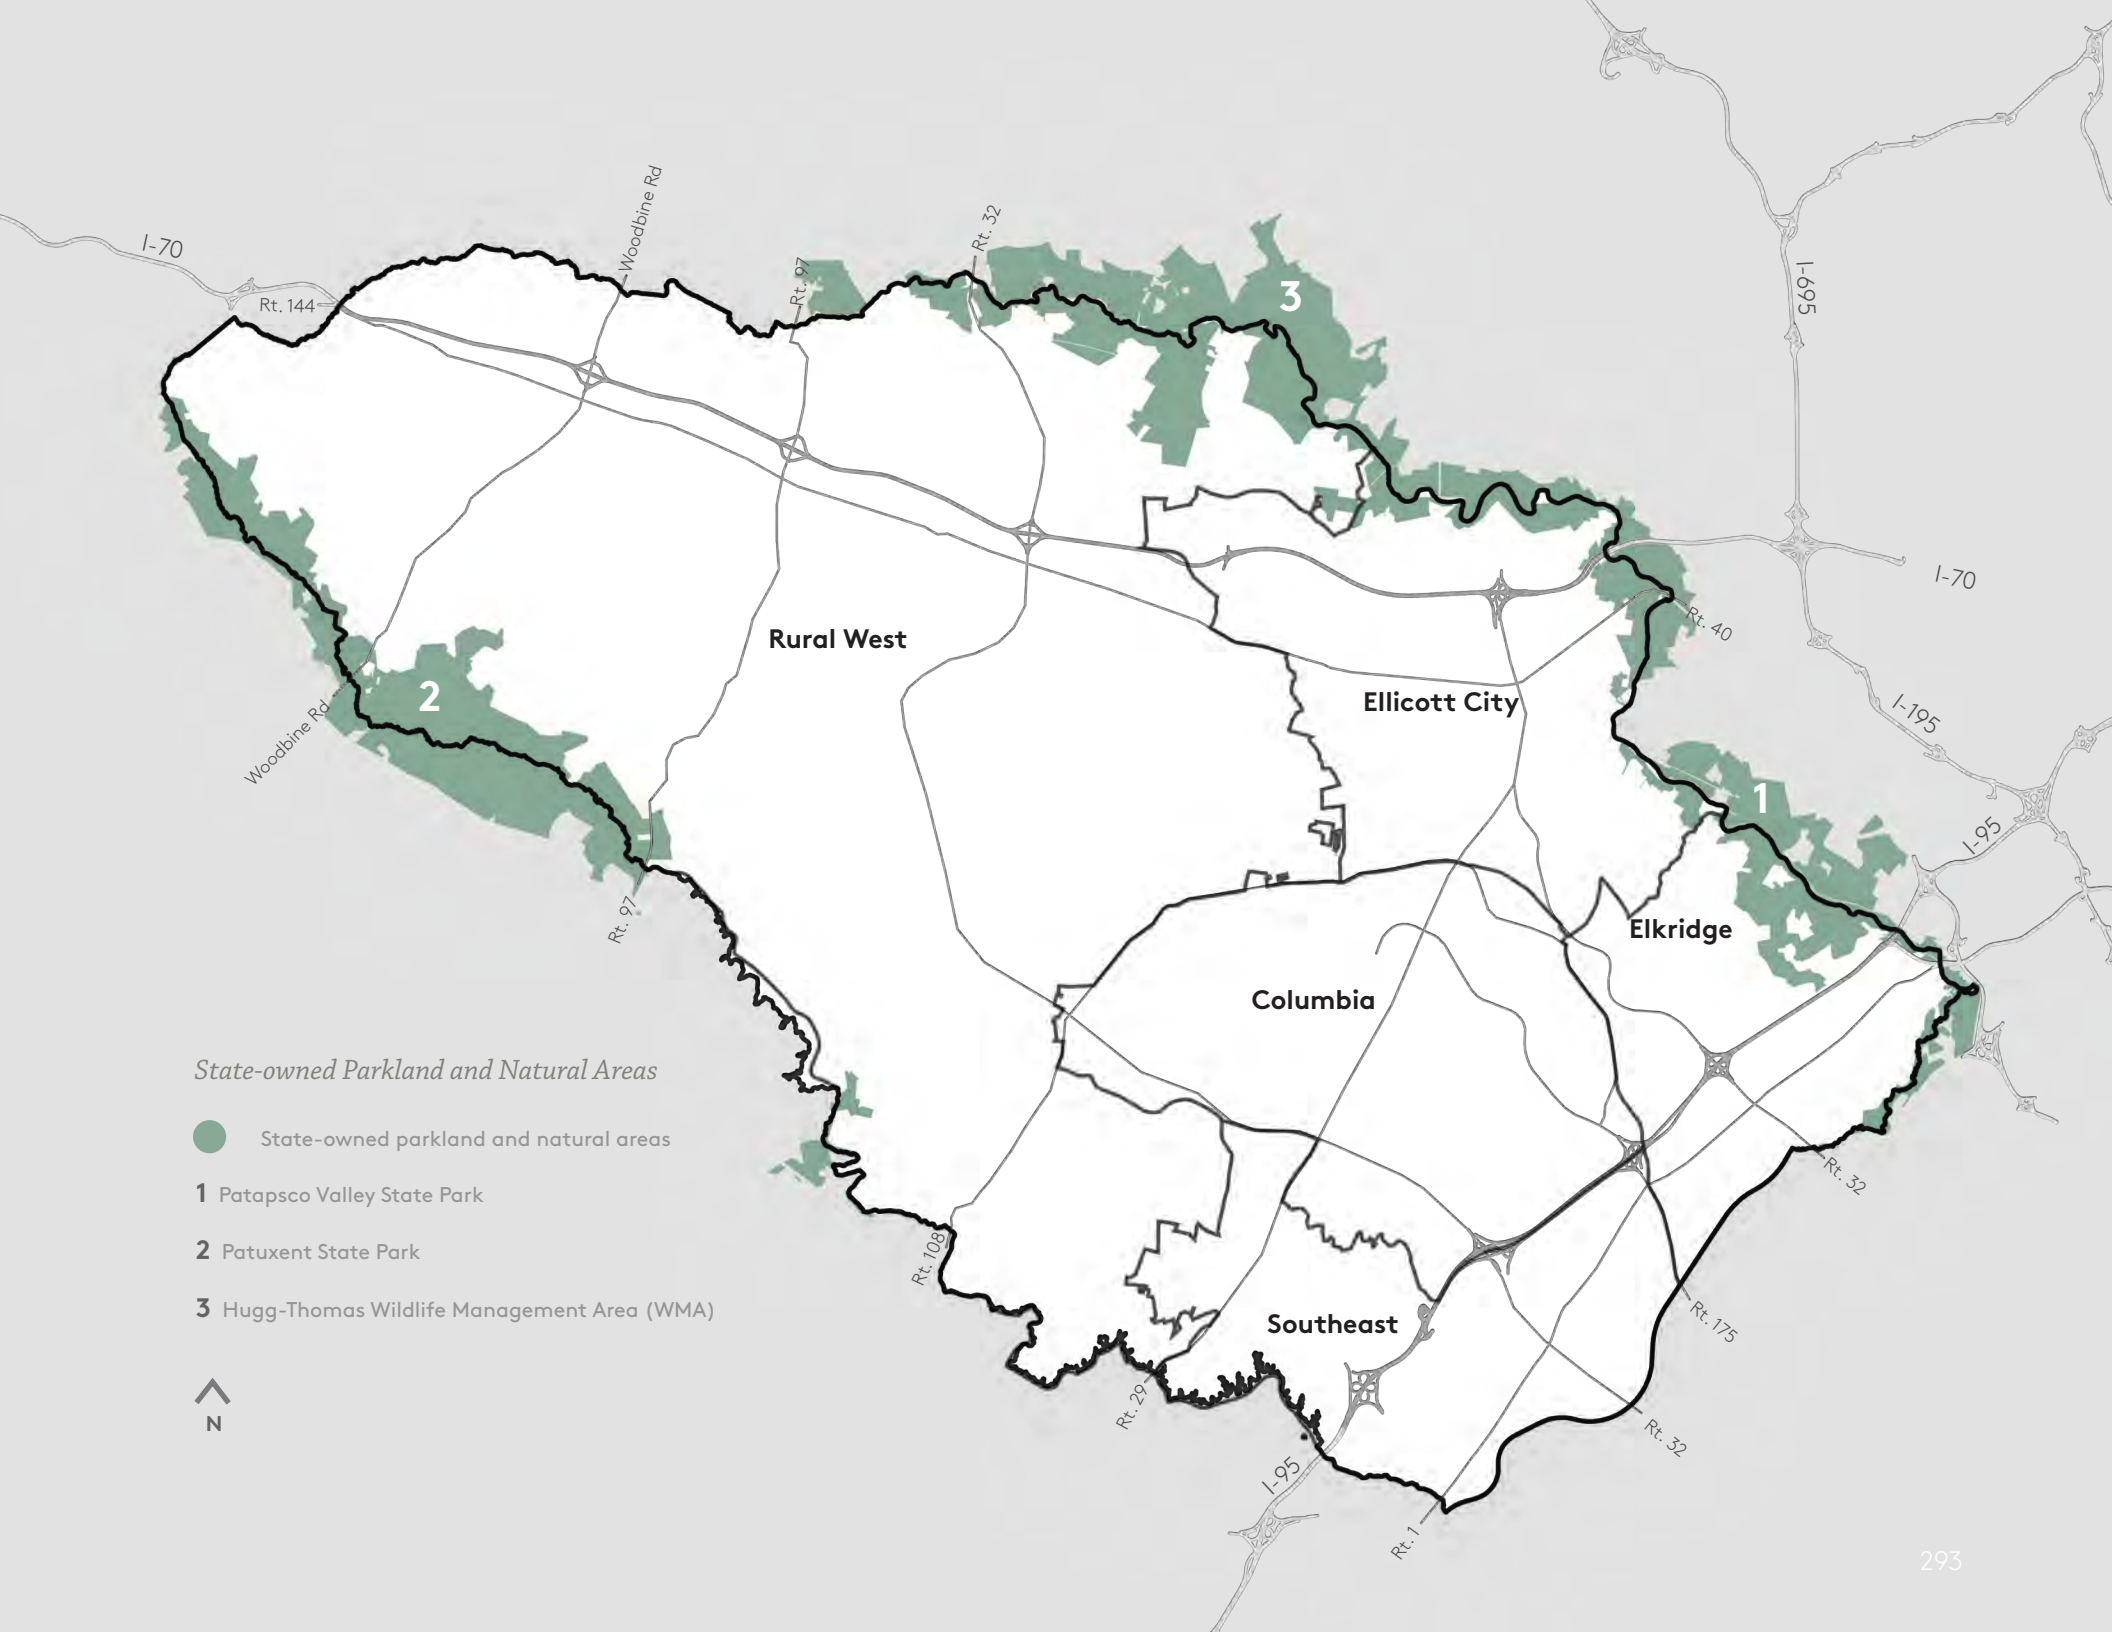 Woodbine Rd
Rt. 32
I-70
Rt. 97
Rt. 144
3
I-695
I-70
Rt. 40
Rural West
2
Ellicott City
Woodbine Rd
I-195
1
I-95
Rt. 97
Elkridge
Columbia
State-owned Parkland and Natural Areas
State-owned parkland and natural areas
1 Patapsco Valley State Park
2 Patuxent State Park
3 Hugg-Thomas Wildlife Management Area (WMA)
N
Rt. 32
Rt. 108
Southeast
Rt. 175
Rt. 29
Rt. 32
I-95
Rt. 1
293